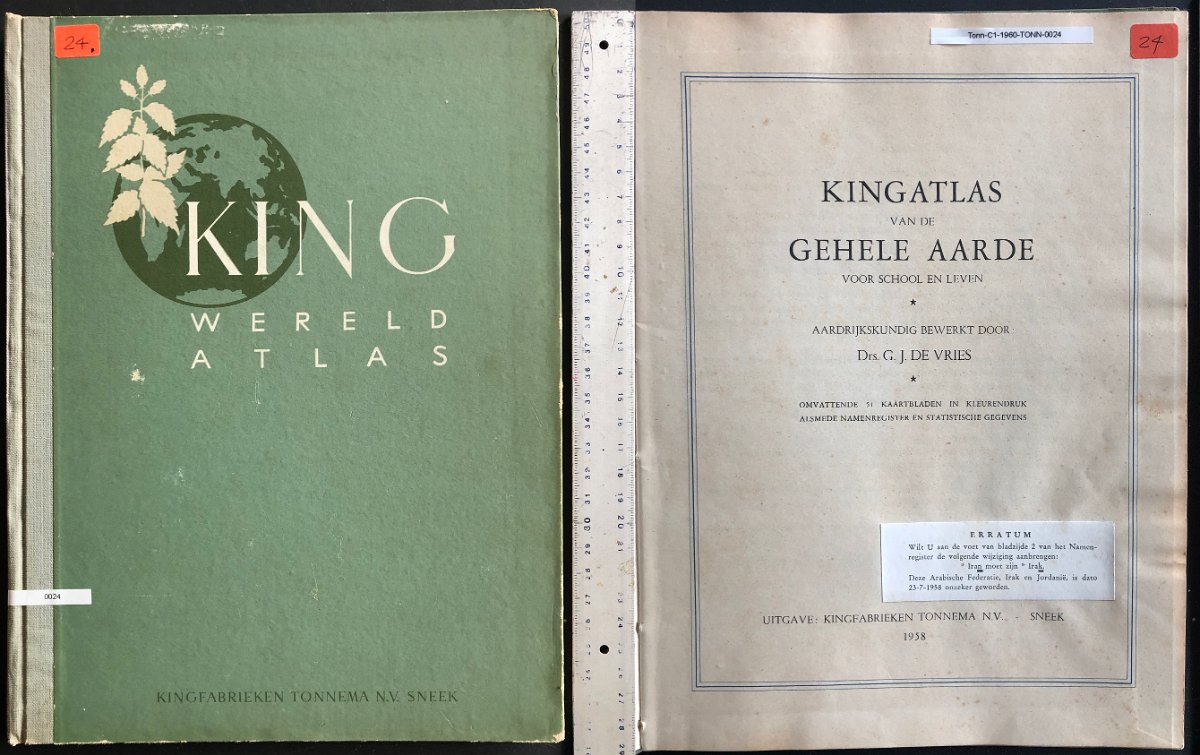 24.
KING
WERELD
ATLAS
0024
KINGFABRIEKEN TONNEMA N.V. SNEEK
Tonn-C1-1960-TONN-0024
24
KINGATLAS
VAN DE
GEHELE AARDE
VOOR SCHOOL EN LEVEN
★
AARDRIJKSKUNDIG BEWERKT DOOR
Drs. G. J. DE VRIES
★
OMVATTENDE 51 KAARTBLADEN IN KLEURENDRUK
ALSMEDE NAMENREGISTER EN STATISTISCHE GEGEVENS
ERRATUM
Wilt U aan de voet van bladzijde 2 van het Namen-
register de volgende wijziging aanbrengen:
* Iran moet zijn * Irak.
Deze Arabische Federatie, Irak en Jordanië, is dato
23-7-1958 onzeker geworden.
UITGAVE: KINGFABRIEKEN TONNEMA N.V. - SNEEK
1958